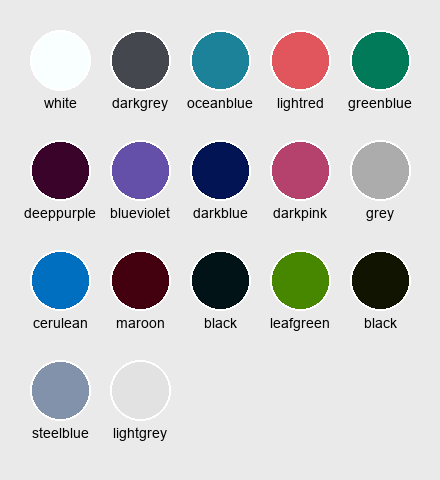 white darkgrey oceanblue lightred greenblue
deeppurple blueviolet darkblue darkpink grey
cerulean maroon black leafgreen black
steelblue lightgrey